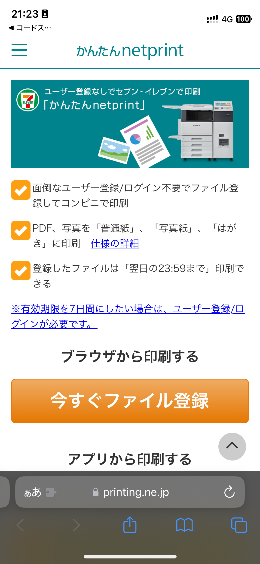 21:23
4G 100
◀ コードス…
かんたんnetprint
ユーザー登録なしでセブン-イレブンで印刷
「かんたんnetprint」
面倒なユーザー登録/ログイン不要でファイル登
録してコンビニで印刷
PDF、写真を「普通紙」、「写真紙」、「はが
き」に印刷 仕様の詳細
登録したファイルは「翌日の23:59まで」印刷で
きる
※有効期限を7日間にしたい場合は、ユーザー登録/ロ
グインが必要です。
ブラウザから印刷する
今すぐファイル登録
アプリから印刷する
ぁあ printing.ne.jp